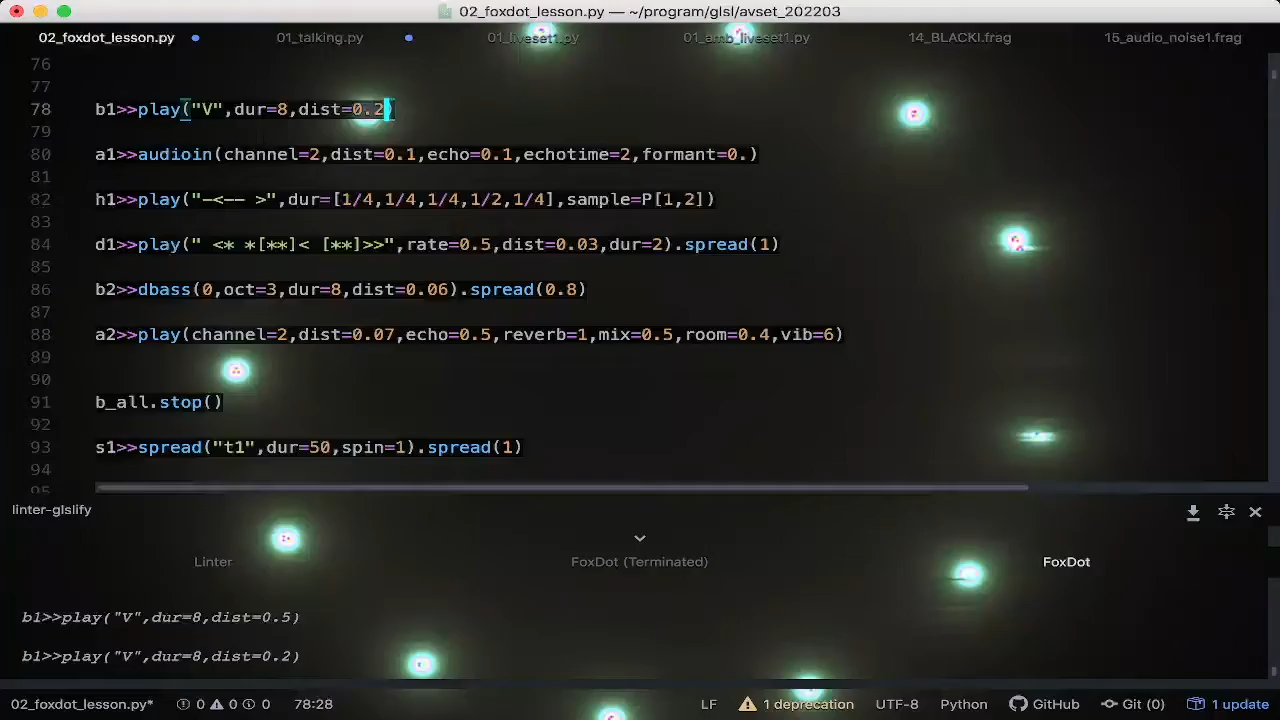 02_foxdot_lesson.py — ~/program/glsl/avset_202203
02_foxdot_lesson.py 01_talking.py 01_liveset1.py 01_amb_liveset1.py 14_BLACKI.frag 15_audio_noise1.frag
76
77
78 b1>>play("V",dur=8,dist=0.2)
79
80 a1>>audioin(channel=2,dist=0.1,echo=0.1,echotime=2,formant=0.)
81
82 h1>>play("-<-- >",dur=[1/4,1/4,1/4,1/2,1/4],sample=P[1,2])
83
84 d1>>play(" <* *[**]< [**]>>",rate=0.5,dist=0.03,dur=2).spread(1)
85
86 b2>>dbass(0,oct=3,dur=8,dist=0.06).spread(0.8)
87
88 a2>>play(channel=2,dist=0.07,echo=0.5,reverb=1,mix=0.5,room=0.4,vib=6)
89
90
91 b_all.stop()
92
93 s1>>spread("t1",dur=50,spin=1).spread(1)
94
95
linter-glslify
Linter FoxDot (Terminated) FoxDot
b1>>play("V",dur=8,dist=0.5)
b1>>play("V",dur=8,dist=0.2)
02_foxdot_lesson.py* 0 0 0 78:28 LF 1 deprecation UTF-8 Python GitHub Git (0) 1 update